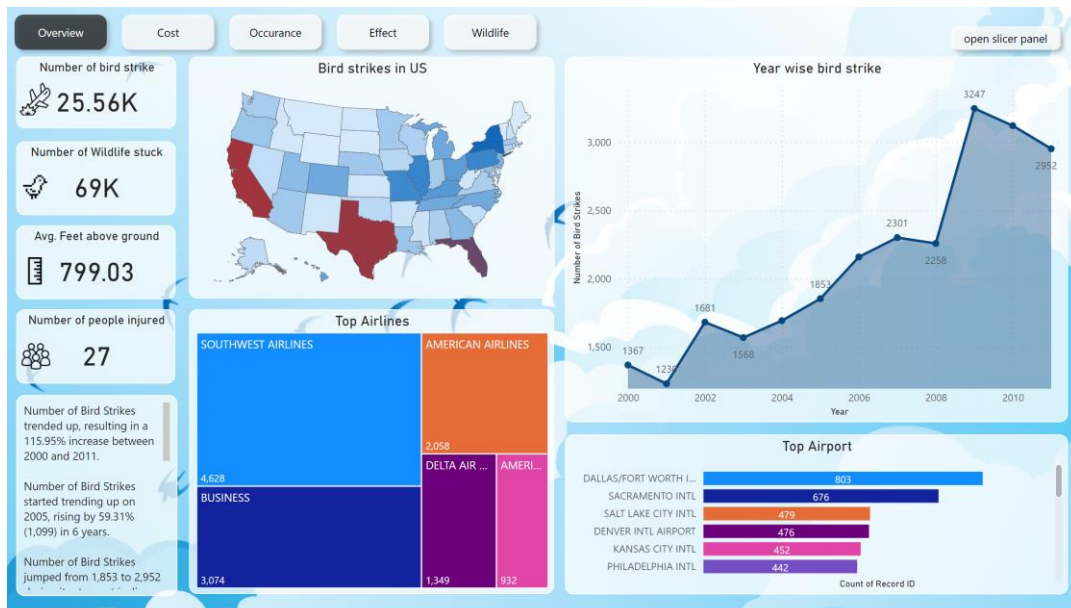 Overview
Cost
Occurance
Effect
Wildlife
open slicer panel
Number of bird strike
25.56K
Number of Wildlife stuck
69K
Avg. Feet above ground
799.03
Number of people injured
27
Number of Bird Strikes
trended up, resulting in a
115.95% increase between
2000 and 2011.
Number of Bird Strikes
started trending up on
2005, rising by 59.31%
(1,099) in 6 years.
Number of Bird Strikes
jumped from 1,853 to 2,952
Bird strikes in US
Top Airlines
SOUTHWEST AIRLINES
4,628
BUSINESS
3,074
AMERICAN AIRLINES
2,058
DELTA AIR ...
1,349
AMERI...
932
Year wise bird strike
Number of Bird Strikes
3,000
2,500
2,000
1,500
1367
1681
1568
1853
2301
2258
3247
2952
2000
2002
2004
2006
2008
2010
Year
Top Airport
DALLAS/FORT WORTH I...
803
SACRAMENTO INTL
676
SALT LAKE CITY INTL
479
DENVER INTL AIRPORT
476
KANSAS CITY INTL
452
PHILADELPHIA INTL
442
Count of Record ID